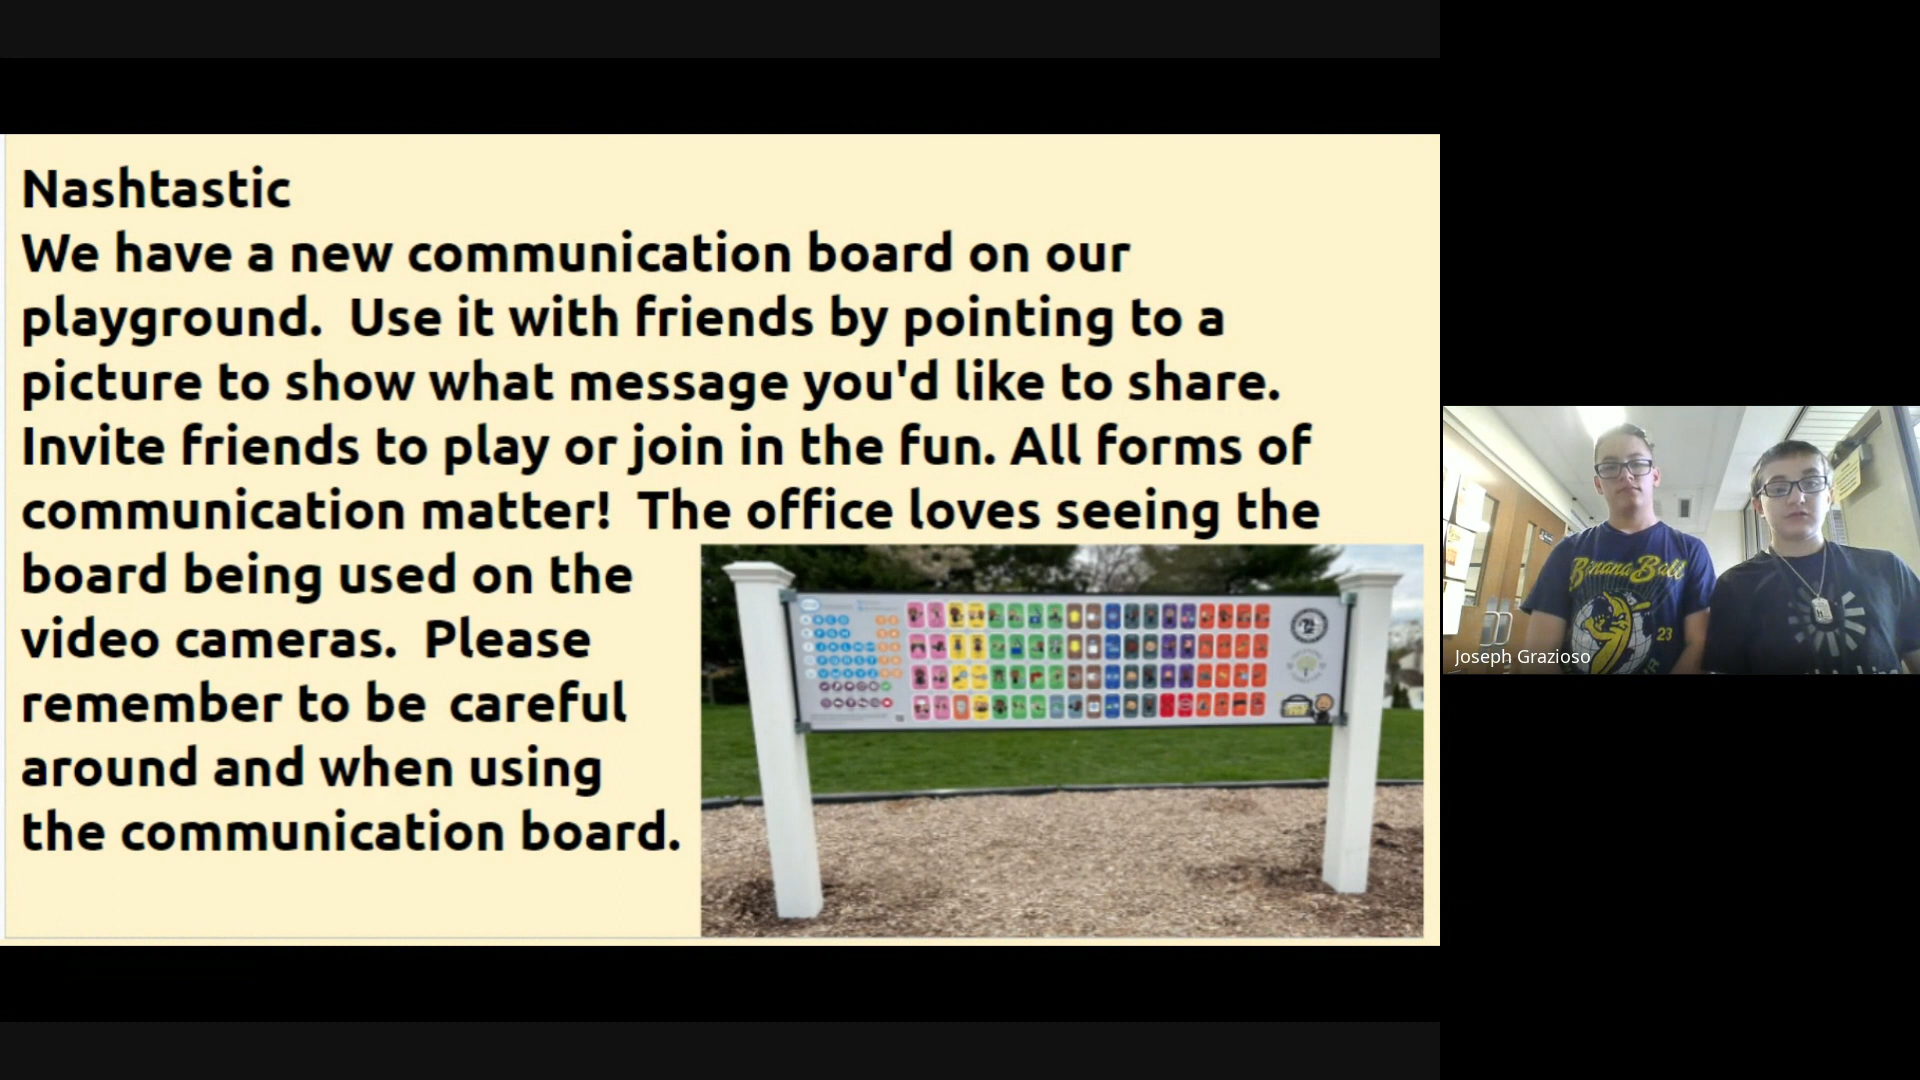 Nashtastic
We have a new communication board on our
playground. Use it with friends by pointing to a
picture to show what message you'd like to share.
Invite friends to play or join in the fun. All forms of
communication matter! The office loves seeing the
board being used on the
video cameras. Please
remember to be careful
around and when using
the communication board.
Banana Ball
23
Joseph Grazioso